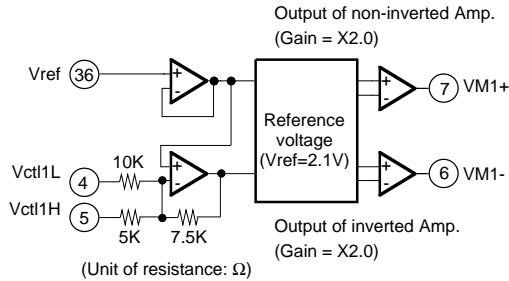 Output of non-inverted Amp.
(Gain = X2.0)
Vref 36
+
-
+
-
7 VM1+
Reference
voltage
(Vref=2.1V)
Vctl1L
4
10K
+
-
+
-
6 VM1-
Vctl1H
5
5K
7.5K
Output of inverted Amp.
(Gain = X2.0)
(Unit of resistance: Ω)